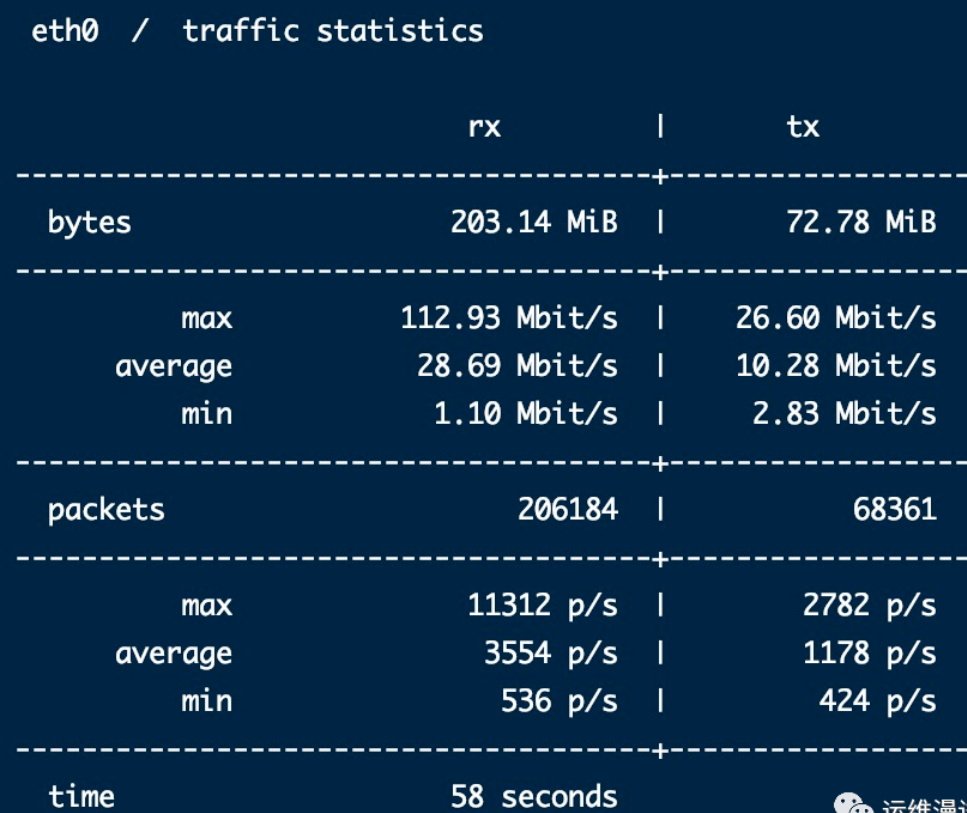 eth0 / traffic statistics
rx | tx
--------------------------------------+------------------
bytes 203.14 MiB | 72.78 MiB
--------------------------------------+------------------
max 112.93 Mbit/s | 26.60 Mbit/s
average 28.69 Mbit/s | 10.28 Mbit/s
min 1.10 Mbit/s | 2.83 Mbit/s
--------------------------------------+------------------
packets 206184 | 68361
--------------------------------------+------------------
max 11312 p/s | 2782 p/s
average 3554 p/s | 1178 p/s
min 536 p/s | 424 p/s
--------------------------------------+------------------
time 58 seconds
运维漫